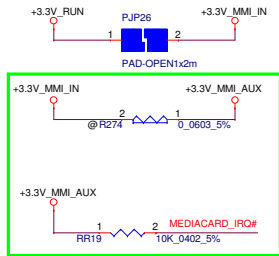 +3.3V_RUN
PJP26
+3.3V_MMI_IN
1
2
PAD-OPEN1x2m
+3.3V_MMI_IN
+3.3V_MMI_AUX
2
1
@R274
0_0603_5%
+3.3V_MMI_AUX
1
2
MEDIACARD_IRQ#
RR19
10K_0402_5%